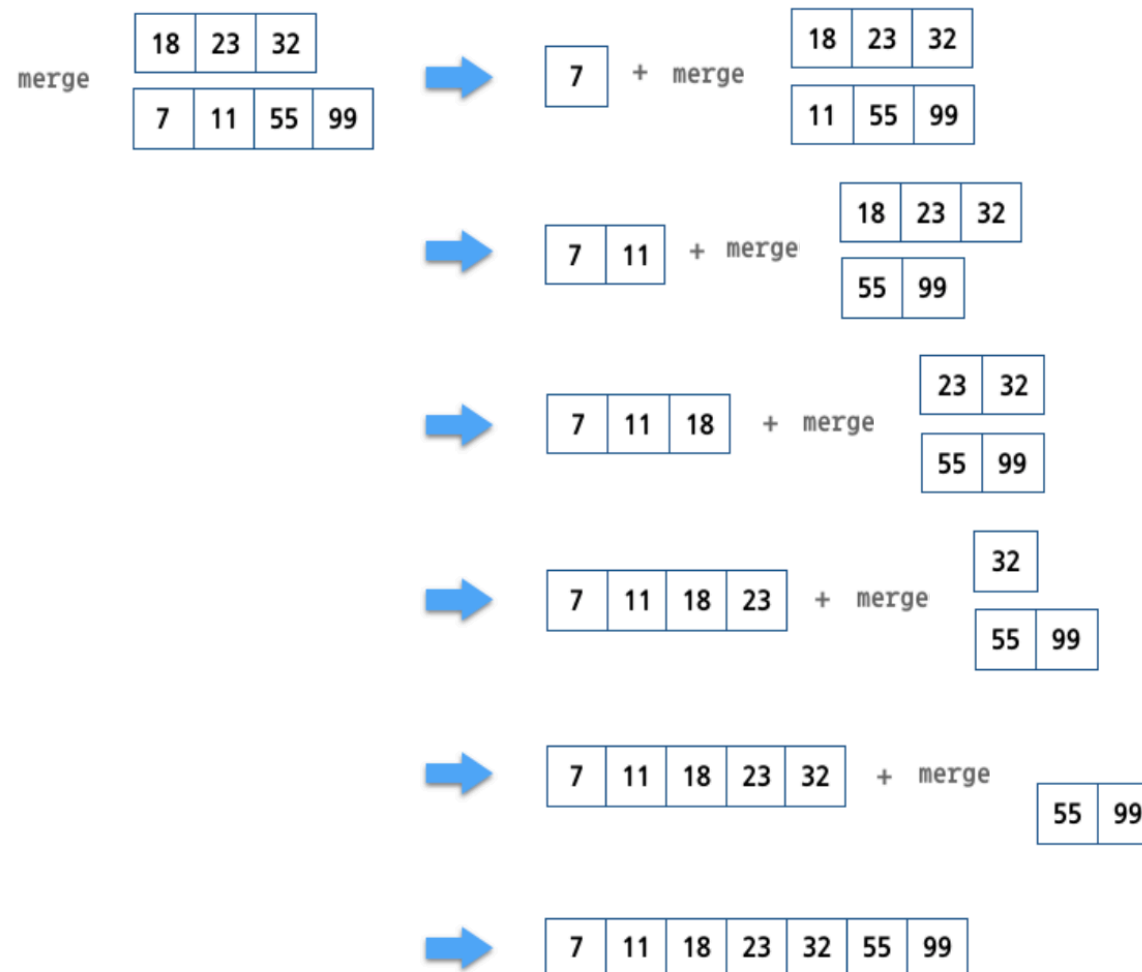 18 23 32
merge
7 11 55 99
7 + merge
18 23 32
11 55 99
7 11 + merge
18 23 32
55 99
7 11 18 + merge
23 32
55 99
7 11 18 23 + merge
32
55 99
7 11 18 23 32 + merge
55 99
7 11 18 23 32 55 99